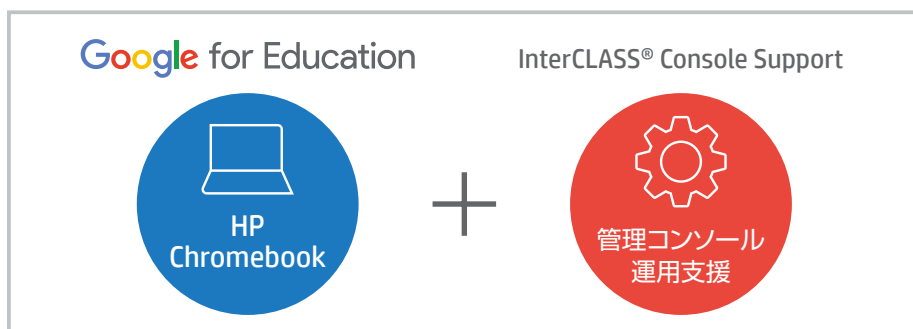 Google for Education
InterCLASS® Console Support
HP
Chromebook
管理コンソール
運用支援